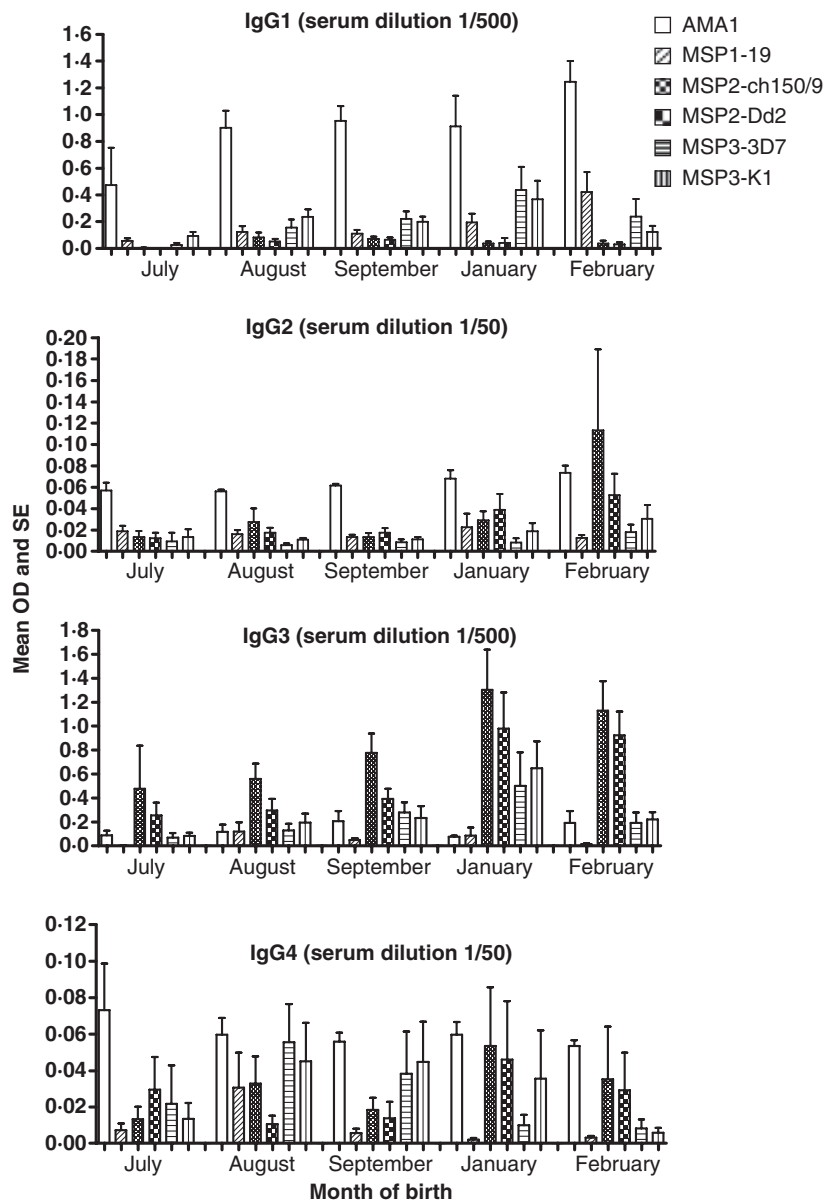 IgG1 (serum dilution 1/500)
1·6
1·4
1·2
1·0
0·8
0·6
0·4
0·2
0·0
July August September January February
AMA1
MSP1-19
MSP2-ch150/9
MSP2-Dd2
MSP3-3D7
MSP3-K1
IgG2 (serum dilution 1/50)
0·20
0·18
0·16
0·14
0·12
0·10
0·08
0·06
0·04
0·02
0·00
July August September January February
Mean OD and SE
IgG3 (serum dilution 1/500)
1·8
1·6
1·4
1·2
1·0
0·8
0·6
0·4
0·2
0·0
July August September January February
IgG4 (serum dilution 1/50)
0·12
0·10
0·08
0·06
0·04
0·02
0·00
July August September January February
Month of birth